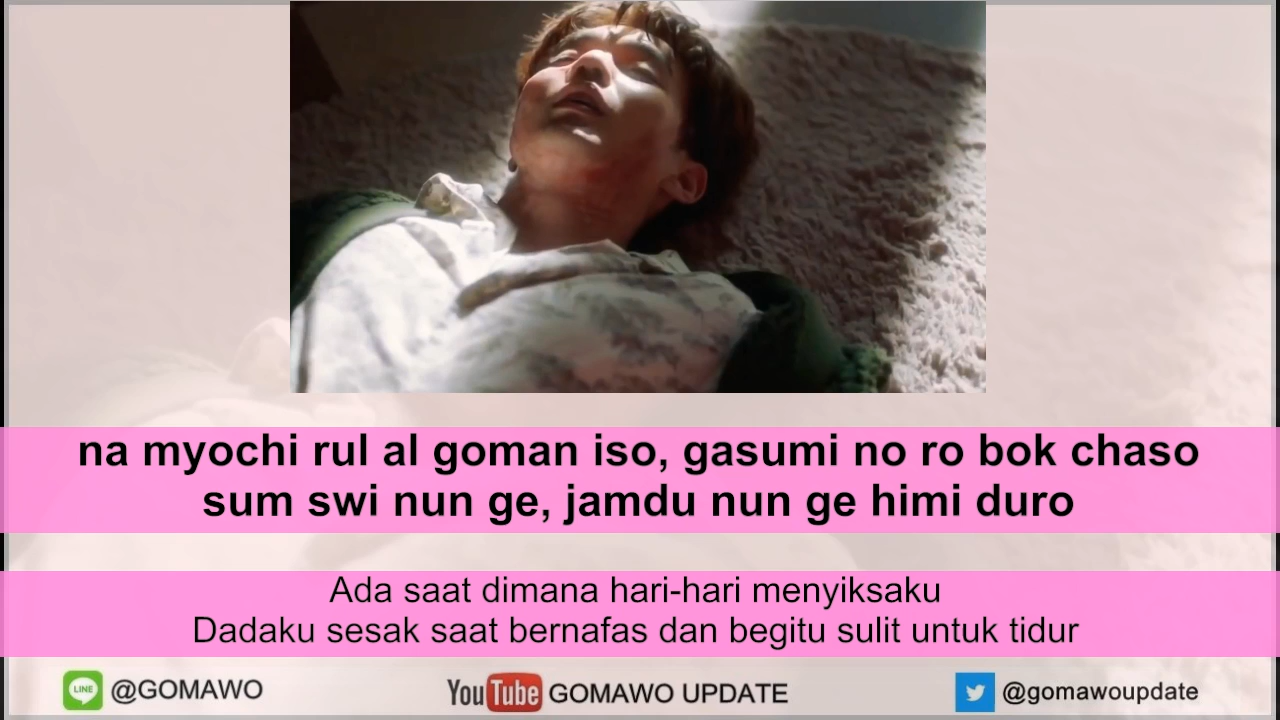 na myochi rul al goman iso, gasumi no ro bok chaso
sum swi nun ge, jamdu nun ge himi duro
Ada saat dimana hari-hari menyiksaku
Dadaku sesak saat bernafas dan begitu sulit untuk tidur
LINE @GOMAWO YouTube GOMAWO UPDATE @gomawoupdate